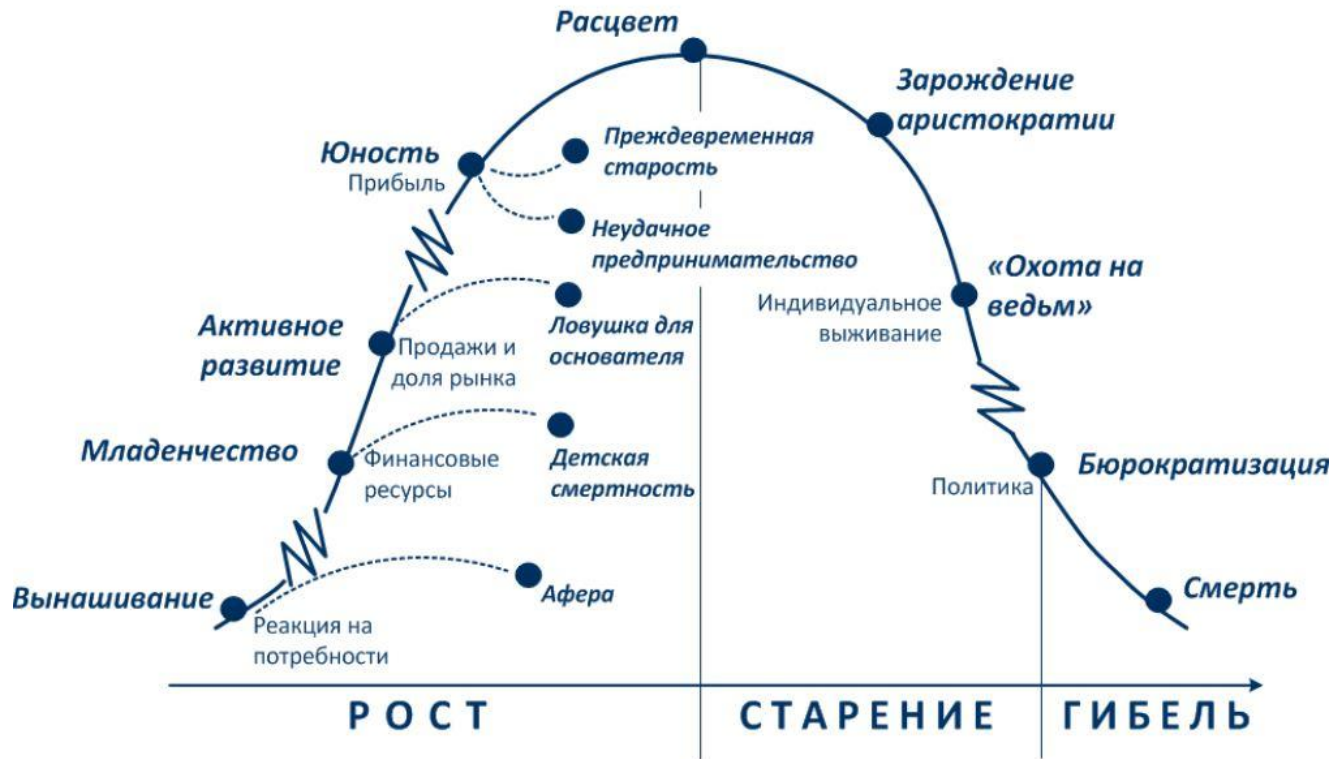 Расцвет
Зарождение
аристократии
Юность
Прибыль
Преждевременная
старость
Неудачное
предпринимательство
«Охота на
ведьм»
Индивидуальное
выживание
Активное
развитие
Продажи и
доля рынка
Ловушка для
основателя
Младенчество
Финансовые
ресурсы
Детская
смертность
Бюрократизация
Политика
Вынашивание
Реакция на
потребности
Афера
Смерть
РОСТ
СТАРЕНИЕ
ГИБЕЛЬ